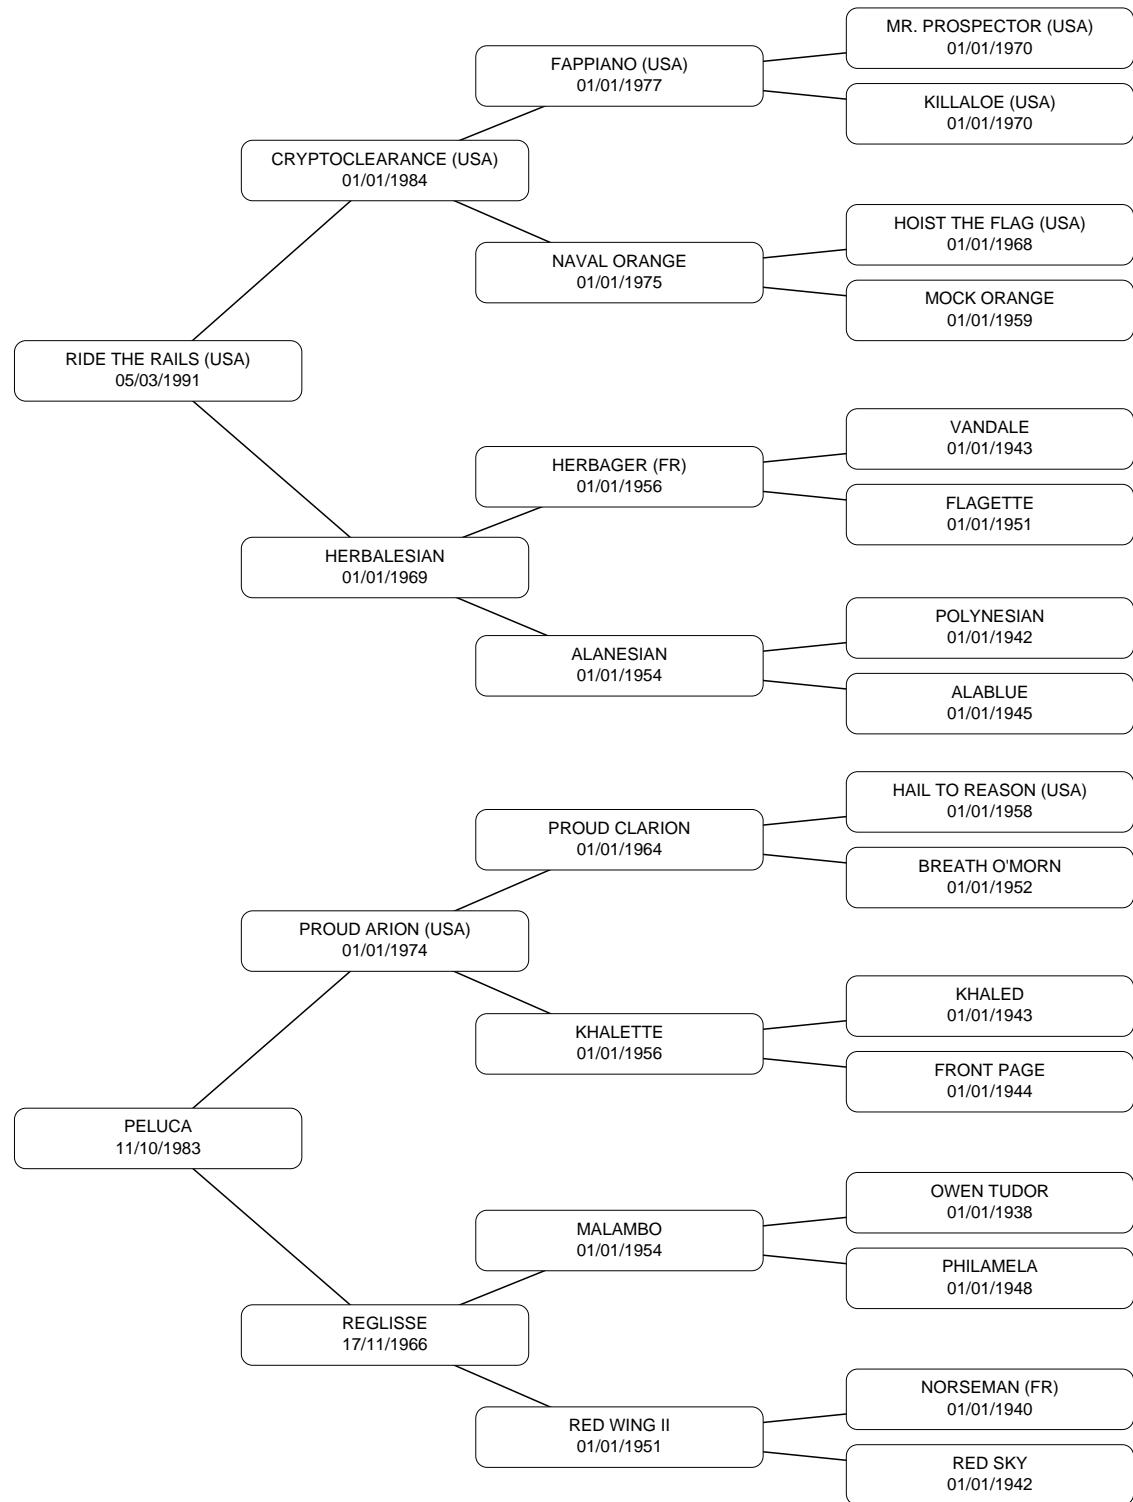 MR. PROSPECTOR (USA)
01/01/1970
FAPPIANO (USA)
01/01/1977
KILLALOE (USA)
01/01/1970
CRYPTOCLEARANCE (USA)
01/01/1984
HOIST THE FLAG (USA)
01/01/1968
NAVAL ORANGE
01/01/1975
MOCK ORANGE
01/01/1959
RIDE THE RAILS (USA)
05/03/1991
VANDALE
01/01/1943
HERBAGER (FR)
01/01/1956
FLAGETTE
01/01/1951
HERBALESIAN
01/01/1969
POLYNESIAN
01/01/1942
ALANESIAN
01/01/1954
ALABLUE
01/01/1945
HAIL TO REASON (USA)
01/01/1958
PROUD CLARION
01/01/1964
BREATH O'MORN
01/01/1952
PROUD ARION (USA)
01/01/1974
KHALED
01/01/1943
KHALETTE
01/01/1956
FRONT PAGE
01/01/1944
PELUCA
11/10/1983
OWEN TUDOR
01/01/1938
MALAMBO
01/01/1954
PHILAMELA
01/01/1948
REGLISSE
17/11/1966
NORSEMAN (FR)
01/01/1940
RED WING II
01/01/1951
RED SKY
01/01/1942